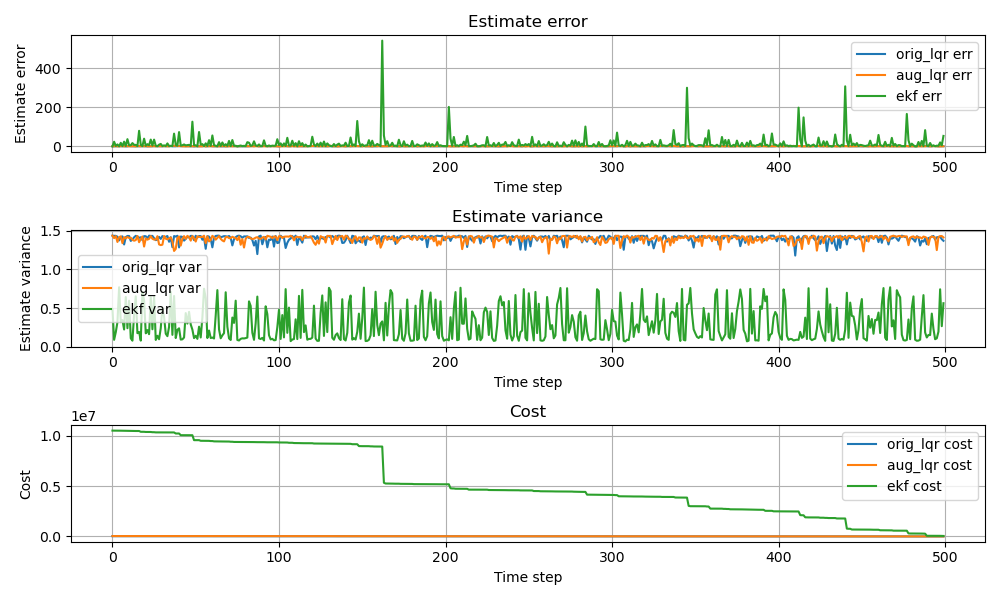 Estimate error
Estimate error
400
200
0
orig_lqr err
aug_lqr err
ekf err
0 100 200 300 400 500
Time step
Estimate variance
Estimate variance
1.5
1.0
0.5
0.0
orig_lqr var
aug_lqr var
ekf var
0 100 200 300 400 500
Time step
Cost
1e7
Cost
1.0
0.5
0.0
orig_lqr cost
aug_lqr cost
ekf cost
0 100 200 300 400 500
Time step